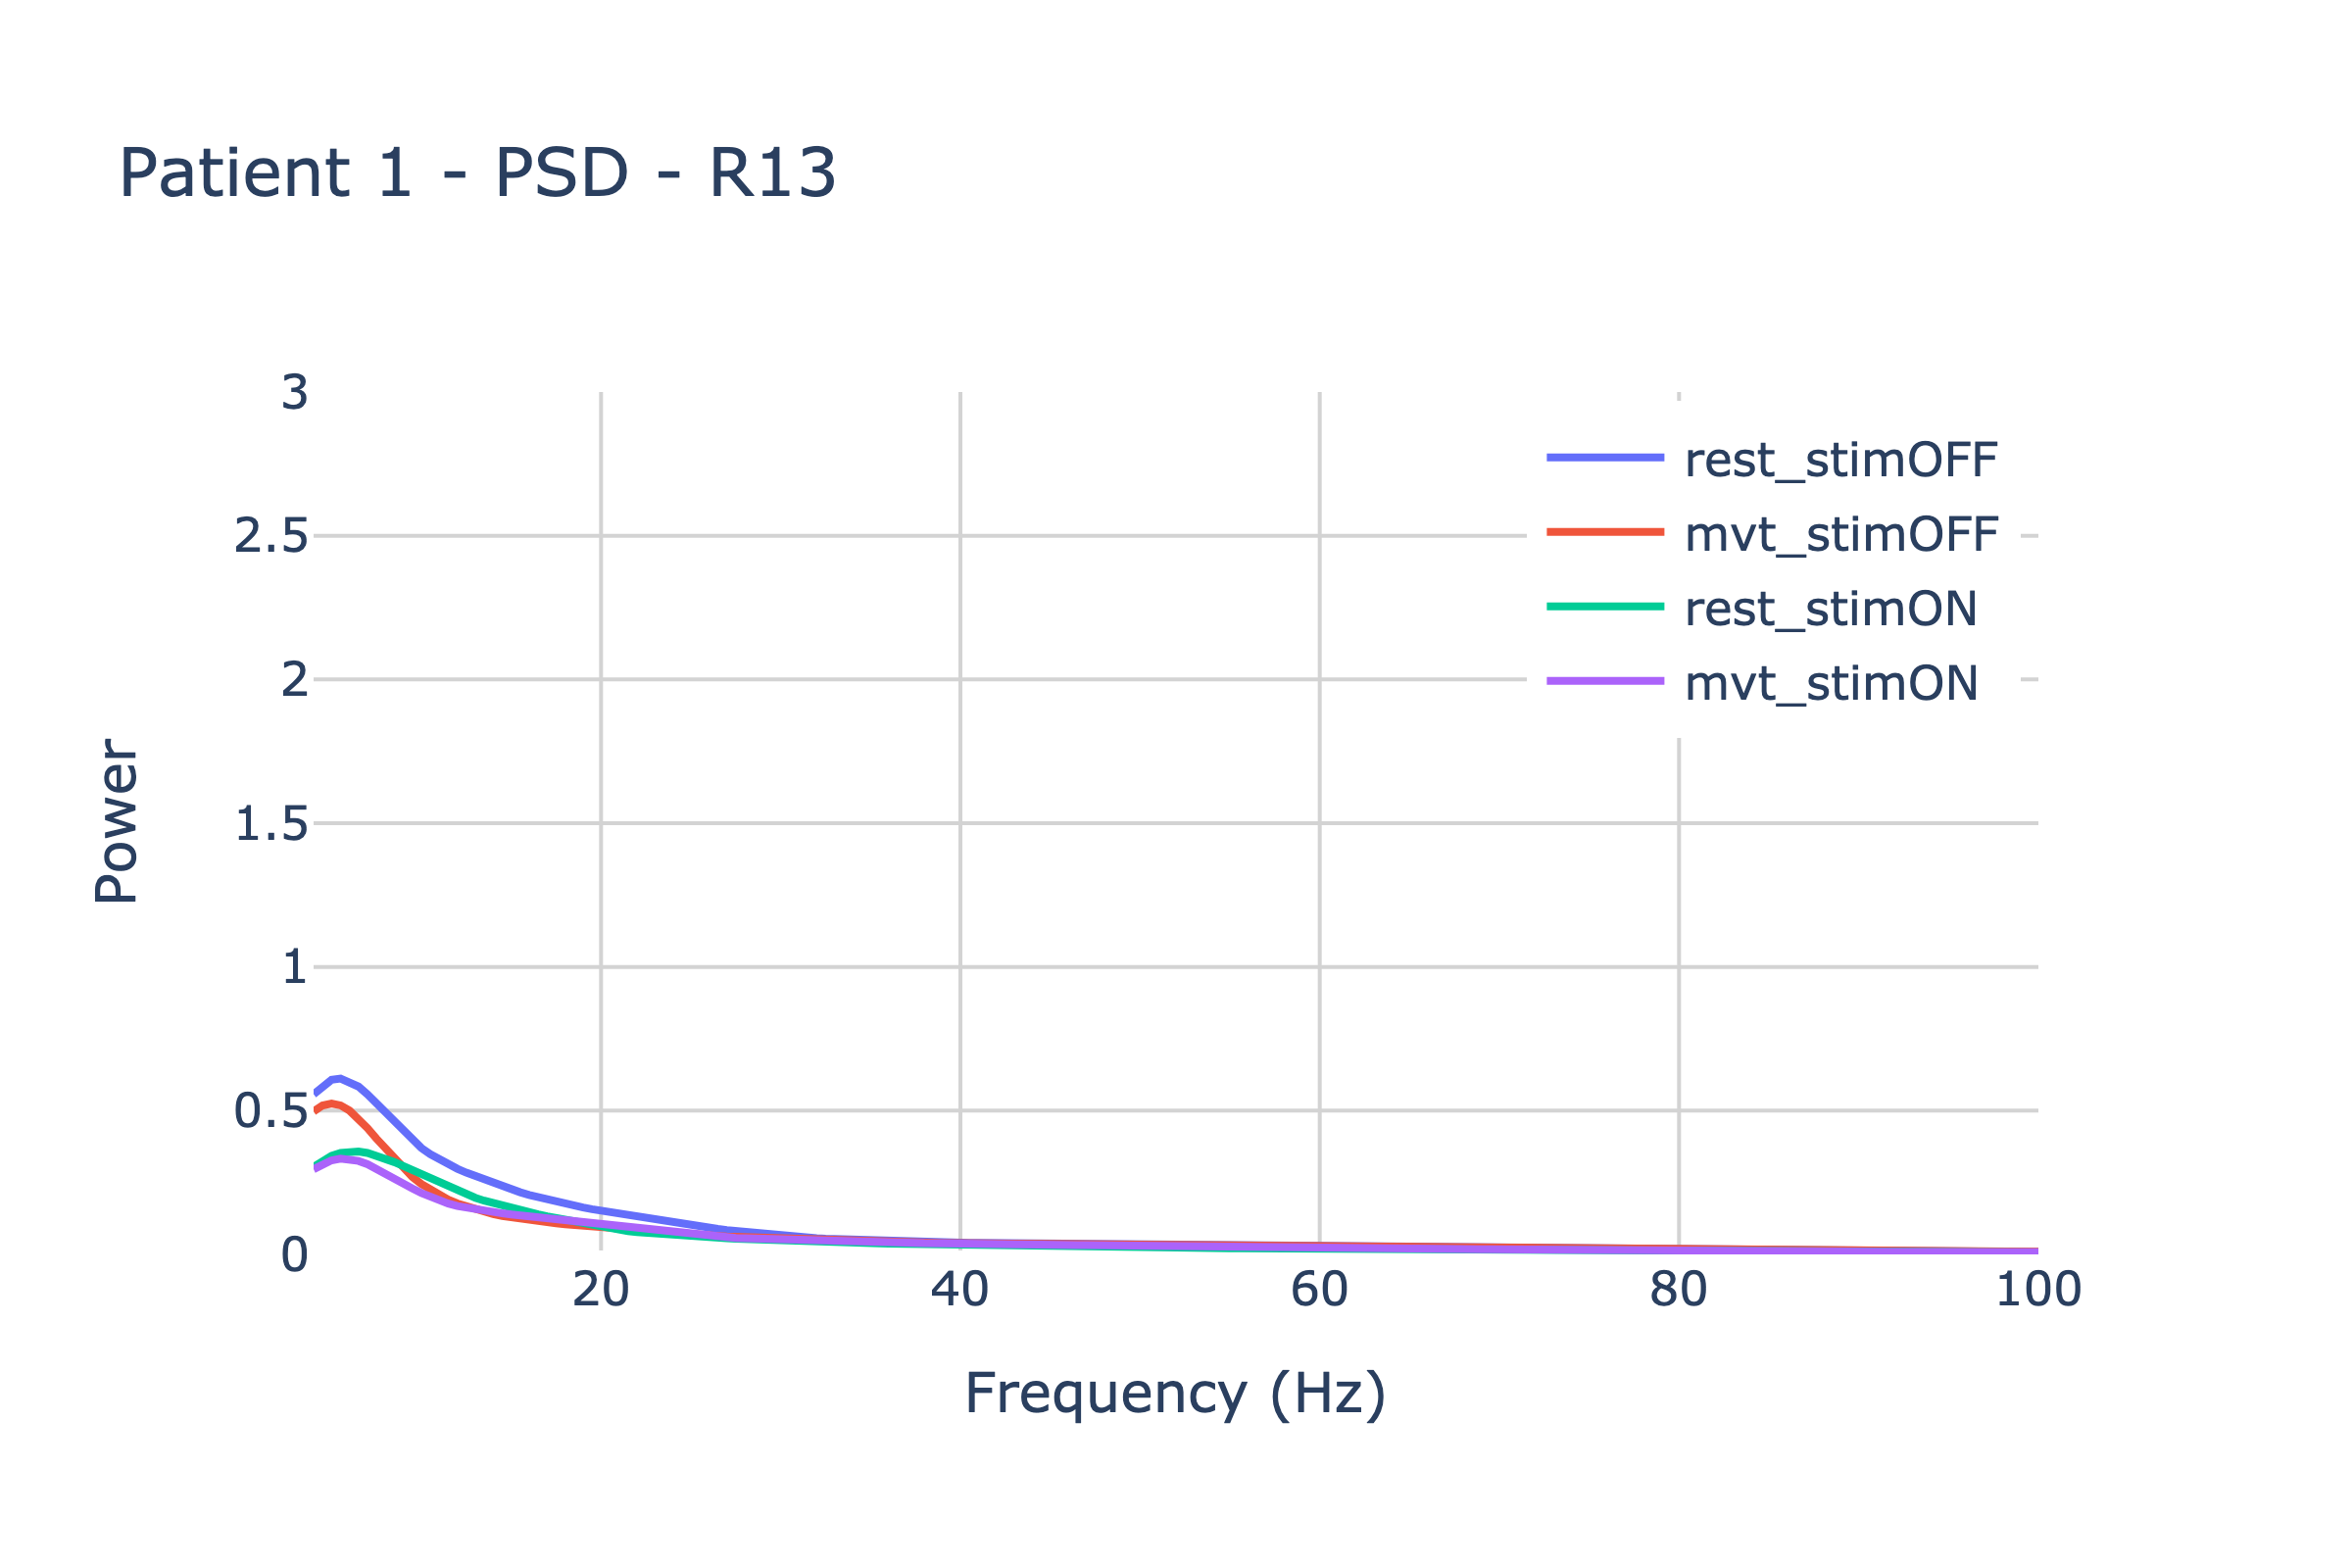 Patient 1 - PSD - R13
3
2.5
2
1.5
1
0.5
0
Power
rest_stimOFF
mvt_stimOFF
rest_stimON
mvt_stimON
20 40 60 80 100
Frequency (Hz)